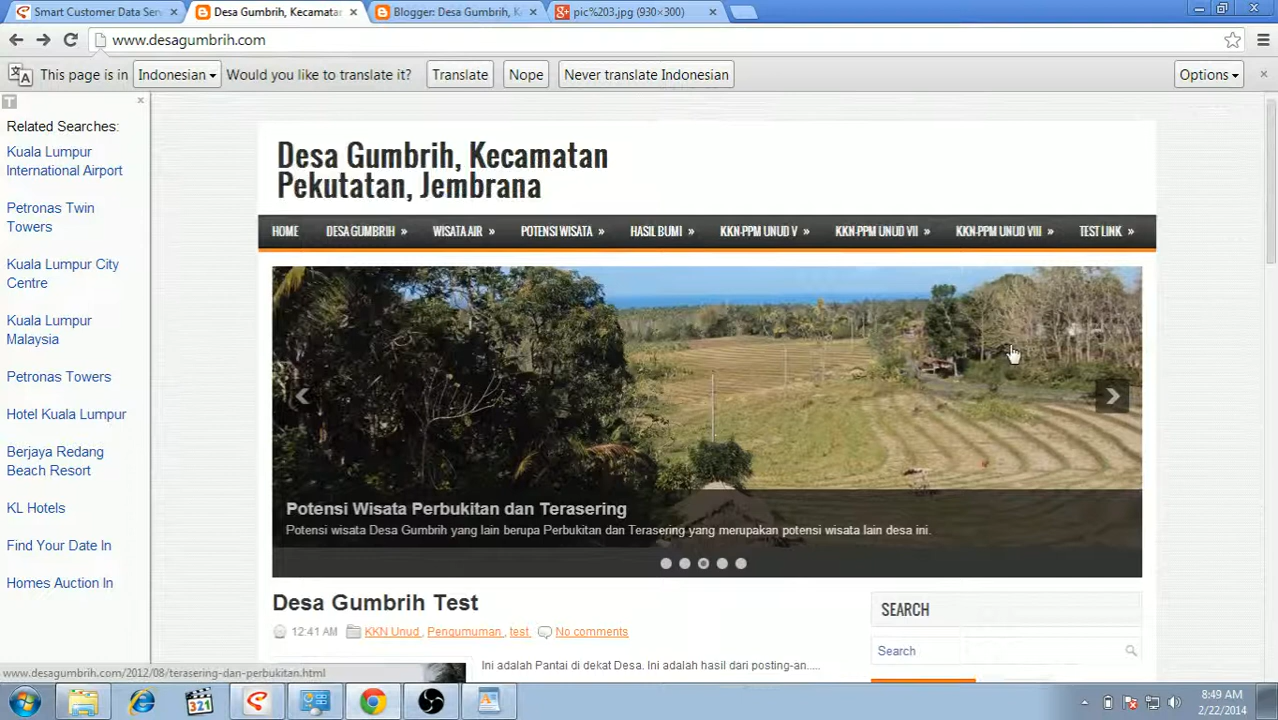 Smart Customer Data Ser
Desa Gumbrih, Kecamata
Blogger: Desa Gumbrih, K
pic%203.jpg (930×300)
www.desagumbrih.com
This page is in Indonesian Would you like to translate it? Translate Nope Never translate Indonesian Options
Related Searches:
Kuala Lumpur
International Airport
Petronas Twin
Towers
Kuala Lumpur City
Centre
Kuala Lumpur
Malaysia
Petronas Towers
Hotel Kuala Lumpur
Berjaya Redang
Beach Resort
KL Hotels
Find Your Date In
Homes Auction In
Desa Gumbrih, Kecamatan
Pekutatan, Jembrana
HOME DESA GUMBRIH » WISATA AIR » POTENSI WISATA » HASIL BUMI » KKN-PPM UNUD V » KKN-PPM UNUD VII » KKN-PPM UNUD VIII » TEST LINK »
Potensi Wisata Perbukitan dan Terasering
Potensi wisata Desa Gumbrih yang lain berupa Perbukitan dan Terasering yang merupakan potensi wisata lain desa ini.
Desa Gumbrih Test
12:41 AM KKN Unud , Pengumuman , test No comments
Ini adalah Pantai di dekat Desa. Ini adalah hasil dari posting-an....
SEARCH
Search
www.desagumbrih.com/2012/08/terasering-dan-perbukitan.html
321
8:49 AM
2/22/2014